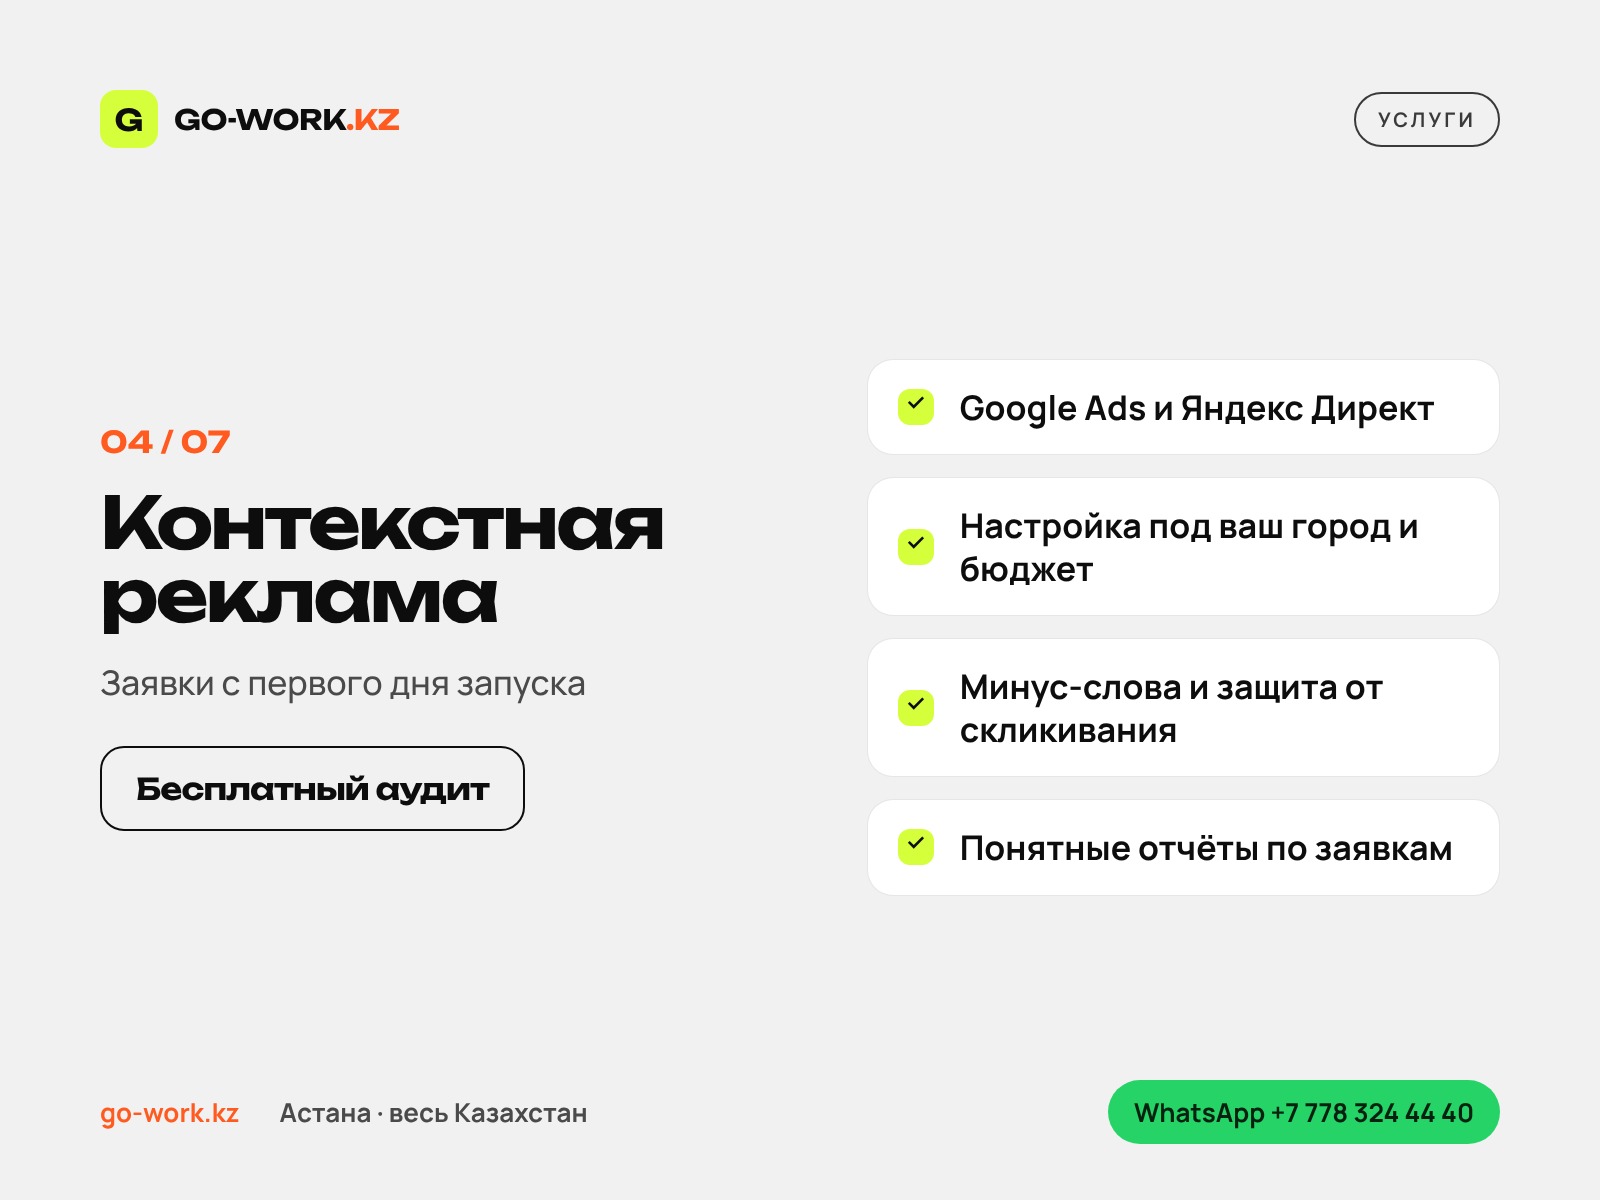 G GO-WORK.KZ
УСЛУГИ
04 / 07
Контекстная
реклама
Заявки с первого дня запуска
Бесплатный аудит
Google Ads и Яндекс Директ
Настройка под ваш город и
бюджет
Минус-слова и защита от
скликивания
Понятные отчёты по заявкам
go-work.kz
Астана · весь Казахстан
WhatsApp +7 778 324 44 40